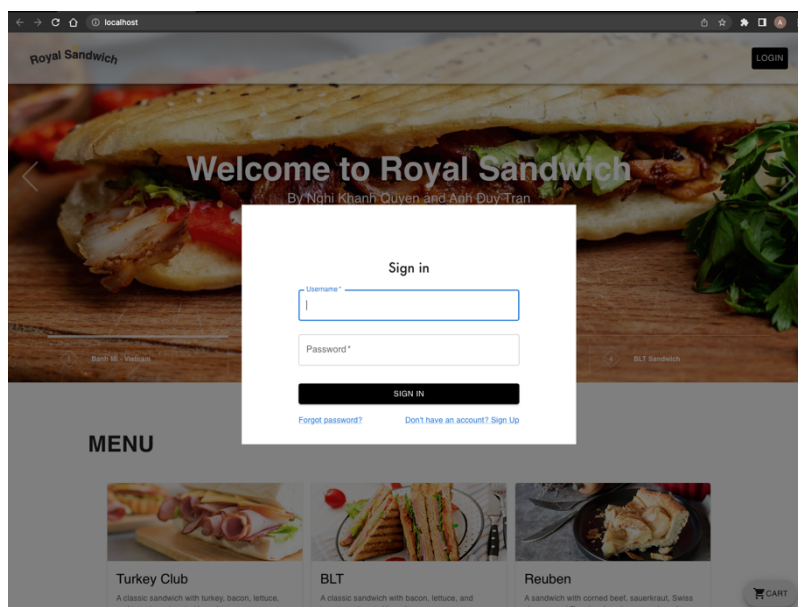 localhost
Royal Sandwich
LOGIN
Welcome to Royal Sandwich
By Nghi Khanh Quyen and Anh Duy Tran
Sign in
Username *
Password *
SIGN IN
Forgot password?
Don't have an account? Sign Up
Banh Mi - Vietnam
4
BLT Sandwich
MENU
Turkey Club
A classic sandwich with turkey, bacon, lettuce,
BLT
A classic sandwich with bacon, lettuce, and
Reuben
A sandwich with corned beef, sauerkraut, Swiss
CART